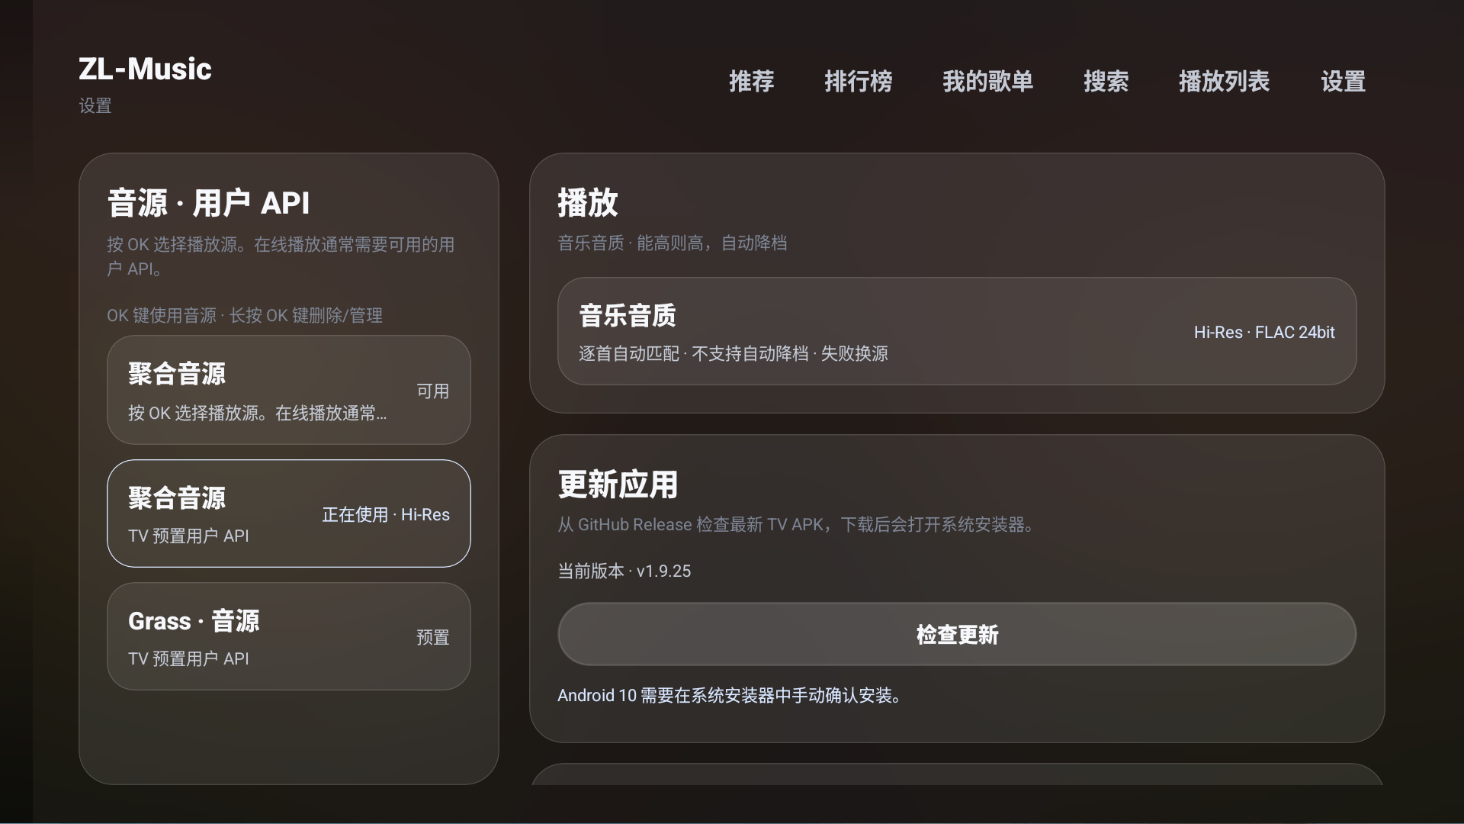 ZL-Music
设置
推荐
排行榜
我的歌单
搜索
播放列表
设置
音源 · 用户 API
按 OK 选择播放源。在线播放通常需要可用的用
户 API。
OK 键使用音源 · 长按 OK 键删除/管理
聚合音源
按 OK 选择播放源。在线播放通常...
可用
聚合音源
TV 预置用户 API
正在使用 · Hi-Res
Grass · 音源
TV 预置用户 API
预置
播放
音乐音质 · 能高则高，自动降档
音乐音质
逐首自动匹配 · 不支持自动降档 · 失败换源
Hi-Res · FLAC 24bit
更新应用
从 GitHub Release 检查最新 TV APK，下载后会打开系统安装器。
当前版本 · v1.9.25
检查更新
Android 10 需要在系统安装器中手动确认安装。